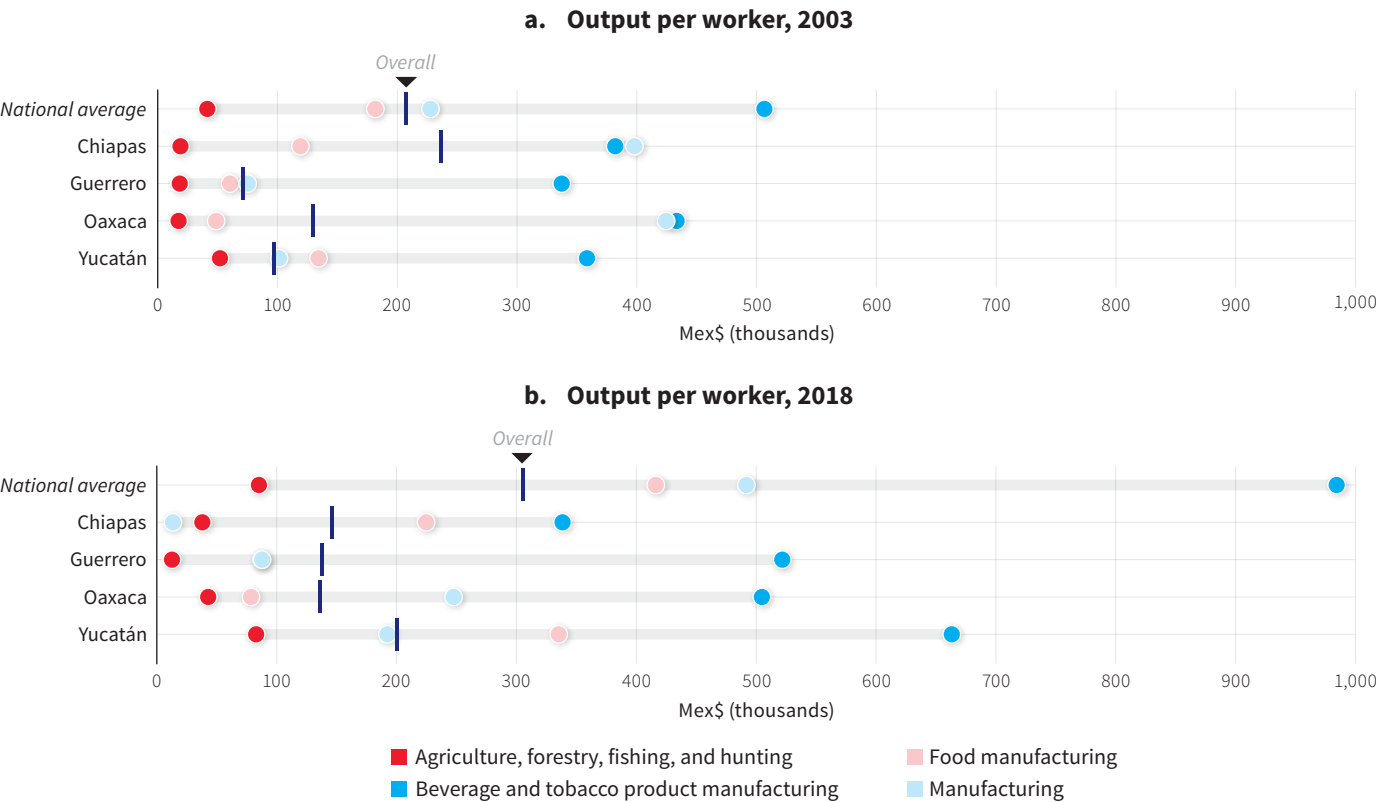 a. Output per worker, 2003
Overall
National average
Chiapas
Guerrero
Oaxaca
Yucatán
0 100 200 300 400 500 600 700 800 900 1,000
Mex$ (thousands)
b. Output per worker, 2018
Overall
National average
Chiapas
Guerrero
Oaxaca
Yucatán
0 100 200 300 400 500 600 700 800 900 1,000
Mex$ (thousands)
Agriculture, forestry, fishing, and hunting Food manufacturing
Beverage and tobacco product manufacturing Manufacturing